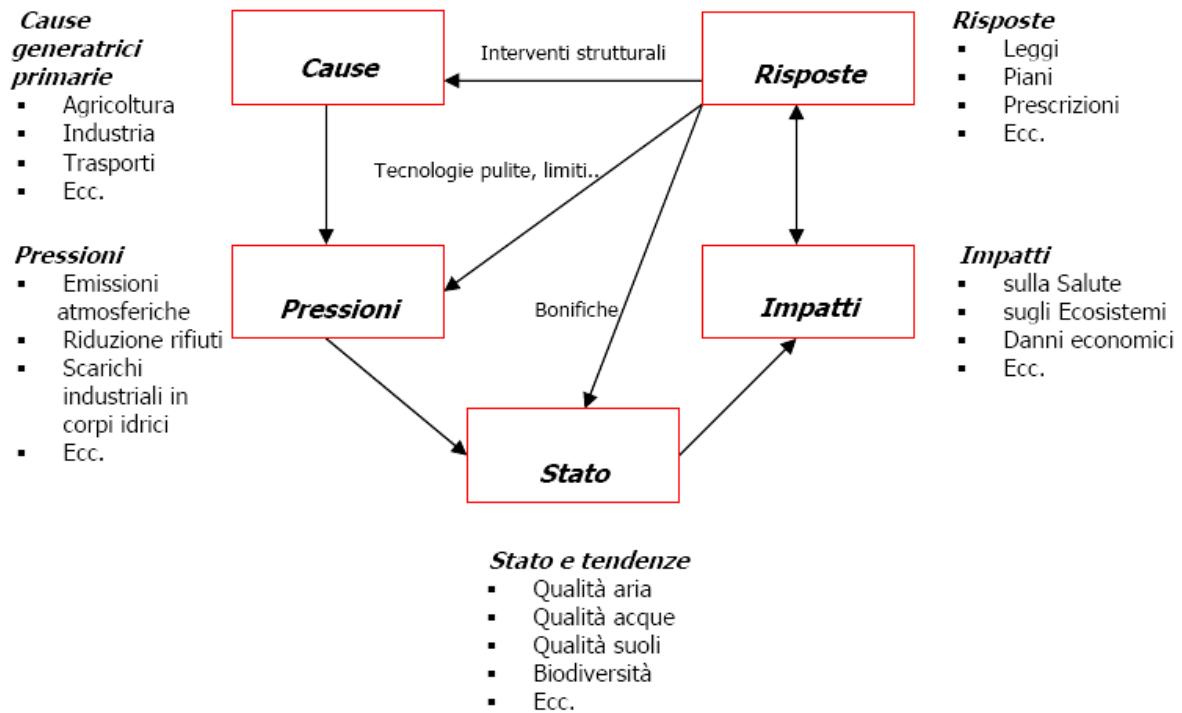 Cause
generatrici
primarie
▪ Agricoltura
▪ Industria
▪ Trasporti
▪ Ecc.
Cause
Interventi strutturali
Risposte
Risposte
▪ Leggi
▪ Piani
▪ Prescrizioni
▪ Ecc.
Tecnologie pulite, limiti..
Pressioni
▪ Emissioni
atmosferiche
▪ Riduzione rifiuti
▪ Scarichi
industriali in
corpi idrici
▪ Ecc.
Pressioni
Bonifiche
Impatti
Impatti
▪ sulla Salute
▪ sugli Ecosistemi
▪ Danni economici
▪ Ecc.
Stato
Stato e tendenze
▪ Qualità aria
▪ Qualità acque
▪ Qualità suoli
▪ Biodiversità
▪ Ecc.